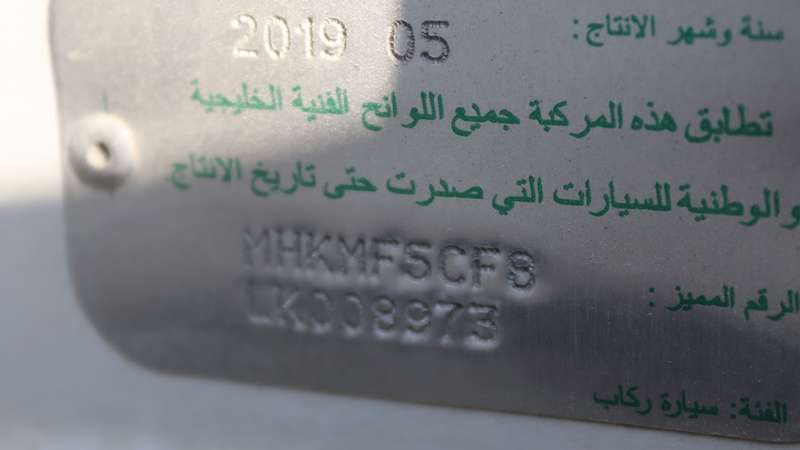 سنة وشهر الانتاج: 2019 05
تطابق هذه المركبة جميع اللوائح الفنية الخليجية
و الوطنية للسيارات التي صدرت حتى تاريخ الانتاج
MHKMF5CF8
الرقم المميز :
LK008973
الفئة: سيارة ركاب